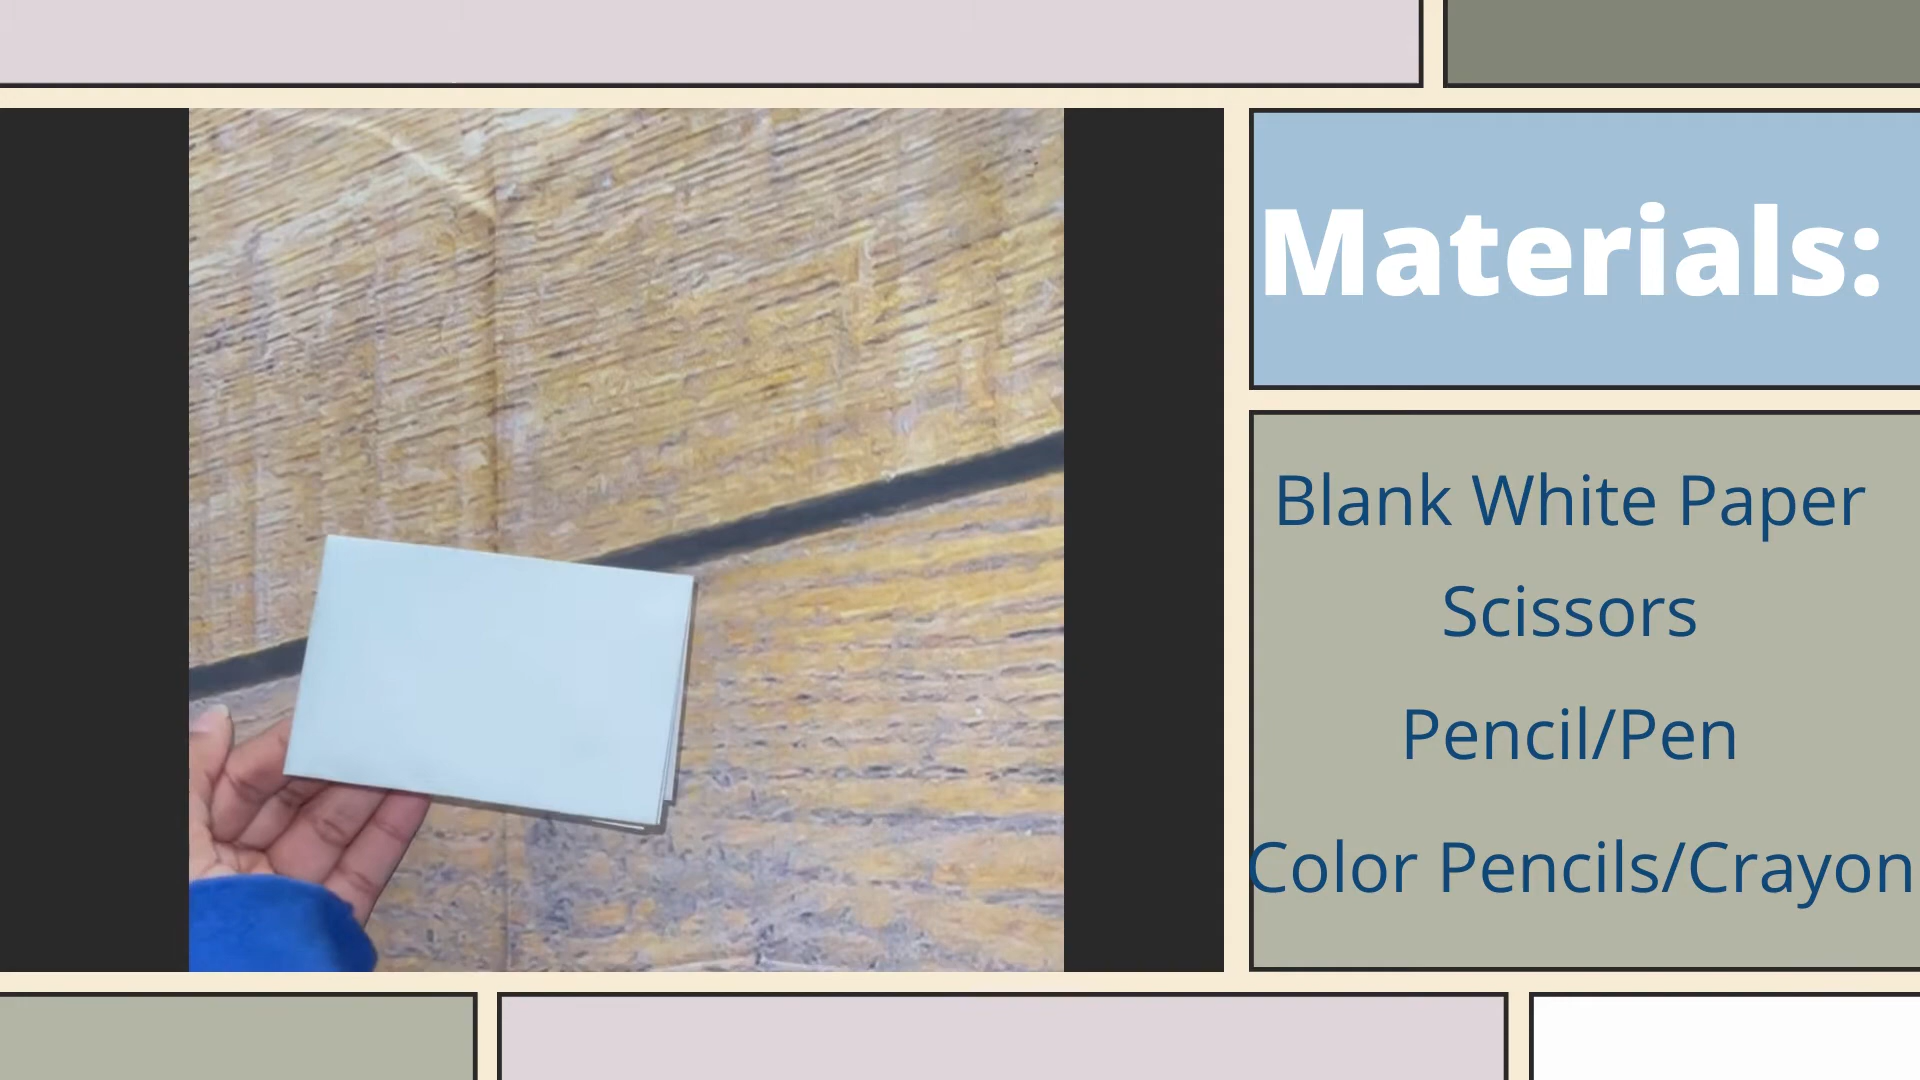 Materials:
Blank White Paper
Scissors
Pencil/Pen
Color Pencils/Crayon